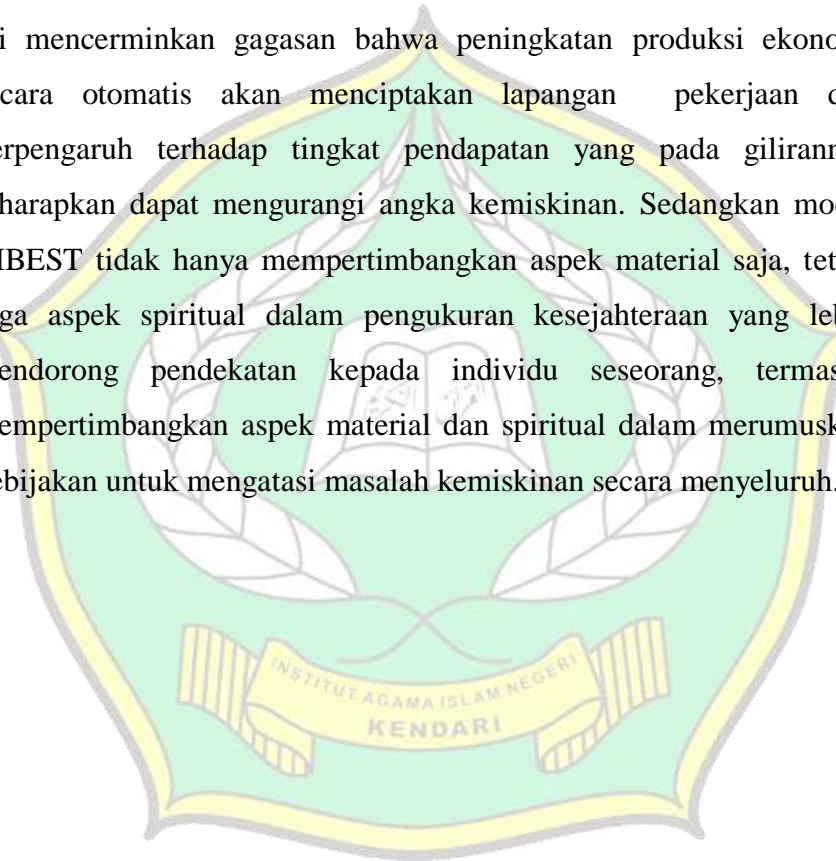 i mencerminkan gagasan bahwa peningkatan produksi ekono
cara otomatis akan menciptakan lapangan pekerjaan d
erpengaruh terhadap tingkat pendapatan yang pada gilirann
harapkan dapat mengurangi angka kemiskinan. Sedangkan mo
IBEST tidak hanya mempertimbangkan aspek material saja, tet
ga aspek spiritual dalam pengukuran kesejahteraan yang leb
endorong pendekatan kepada individu seseorang, termas
empertimbangkan aspek material dan spiritual dalam merumusk
ebijakan untuk mengatasi masalah kemiskinan secara menyeluruh.
INSTITUT AGAMA ISLAM NEGERI
KENDARI